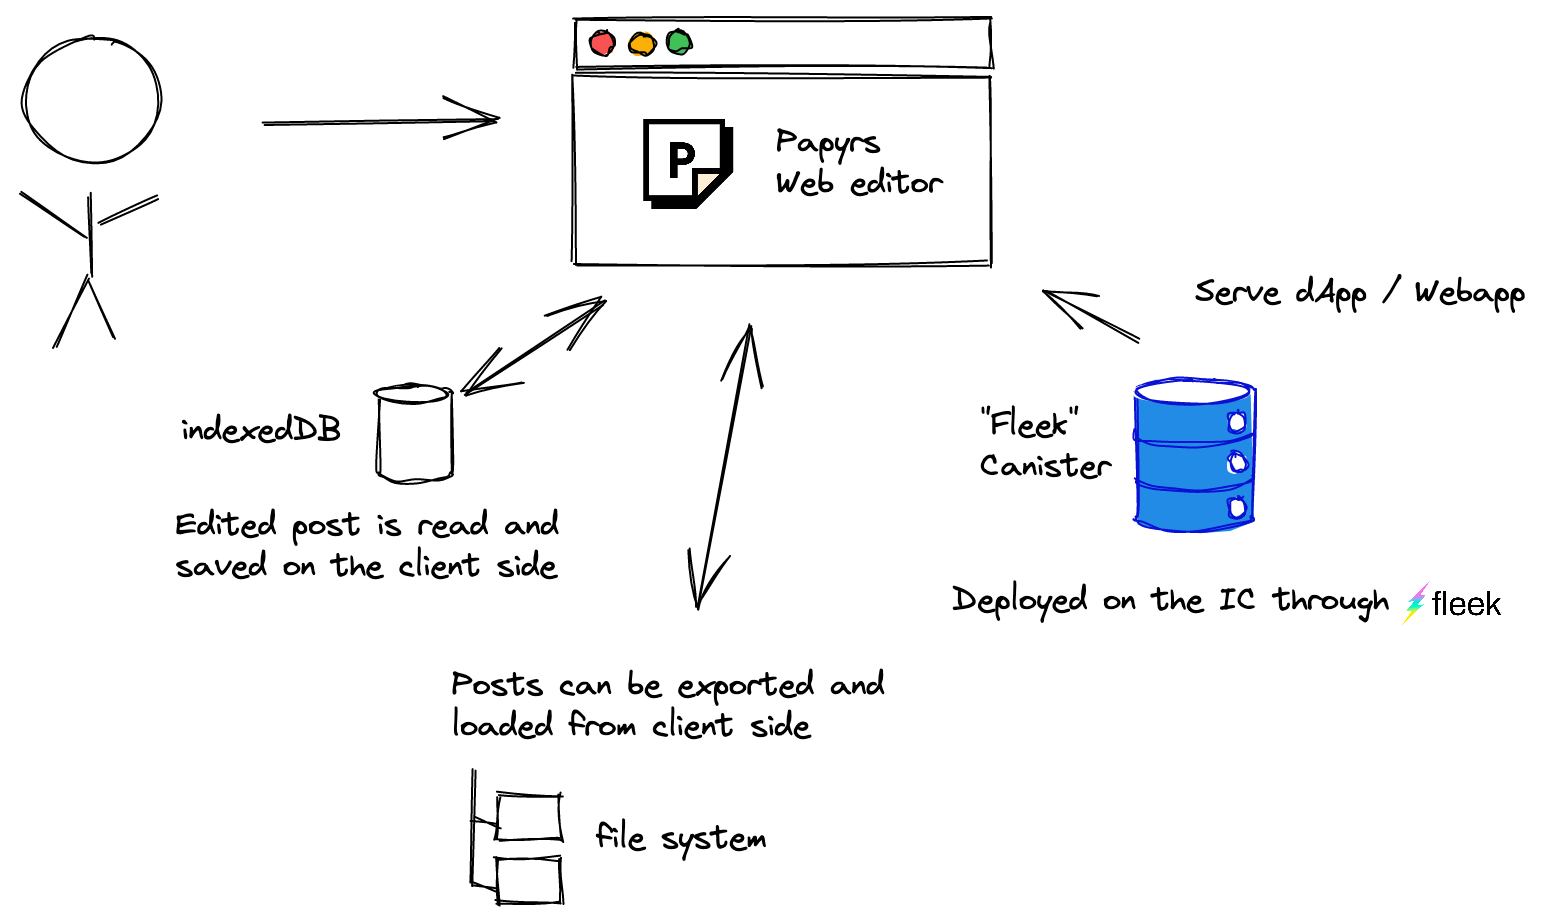 P
Papyrs
Web editor
Serve dApp / Webapp
indexedDB
Edited post is read and
saved on the client side
"Fleek"
Canister
Deployed on the IC through fleek
Posts can be exported and
loaded from client side
file system